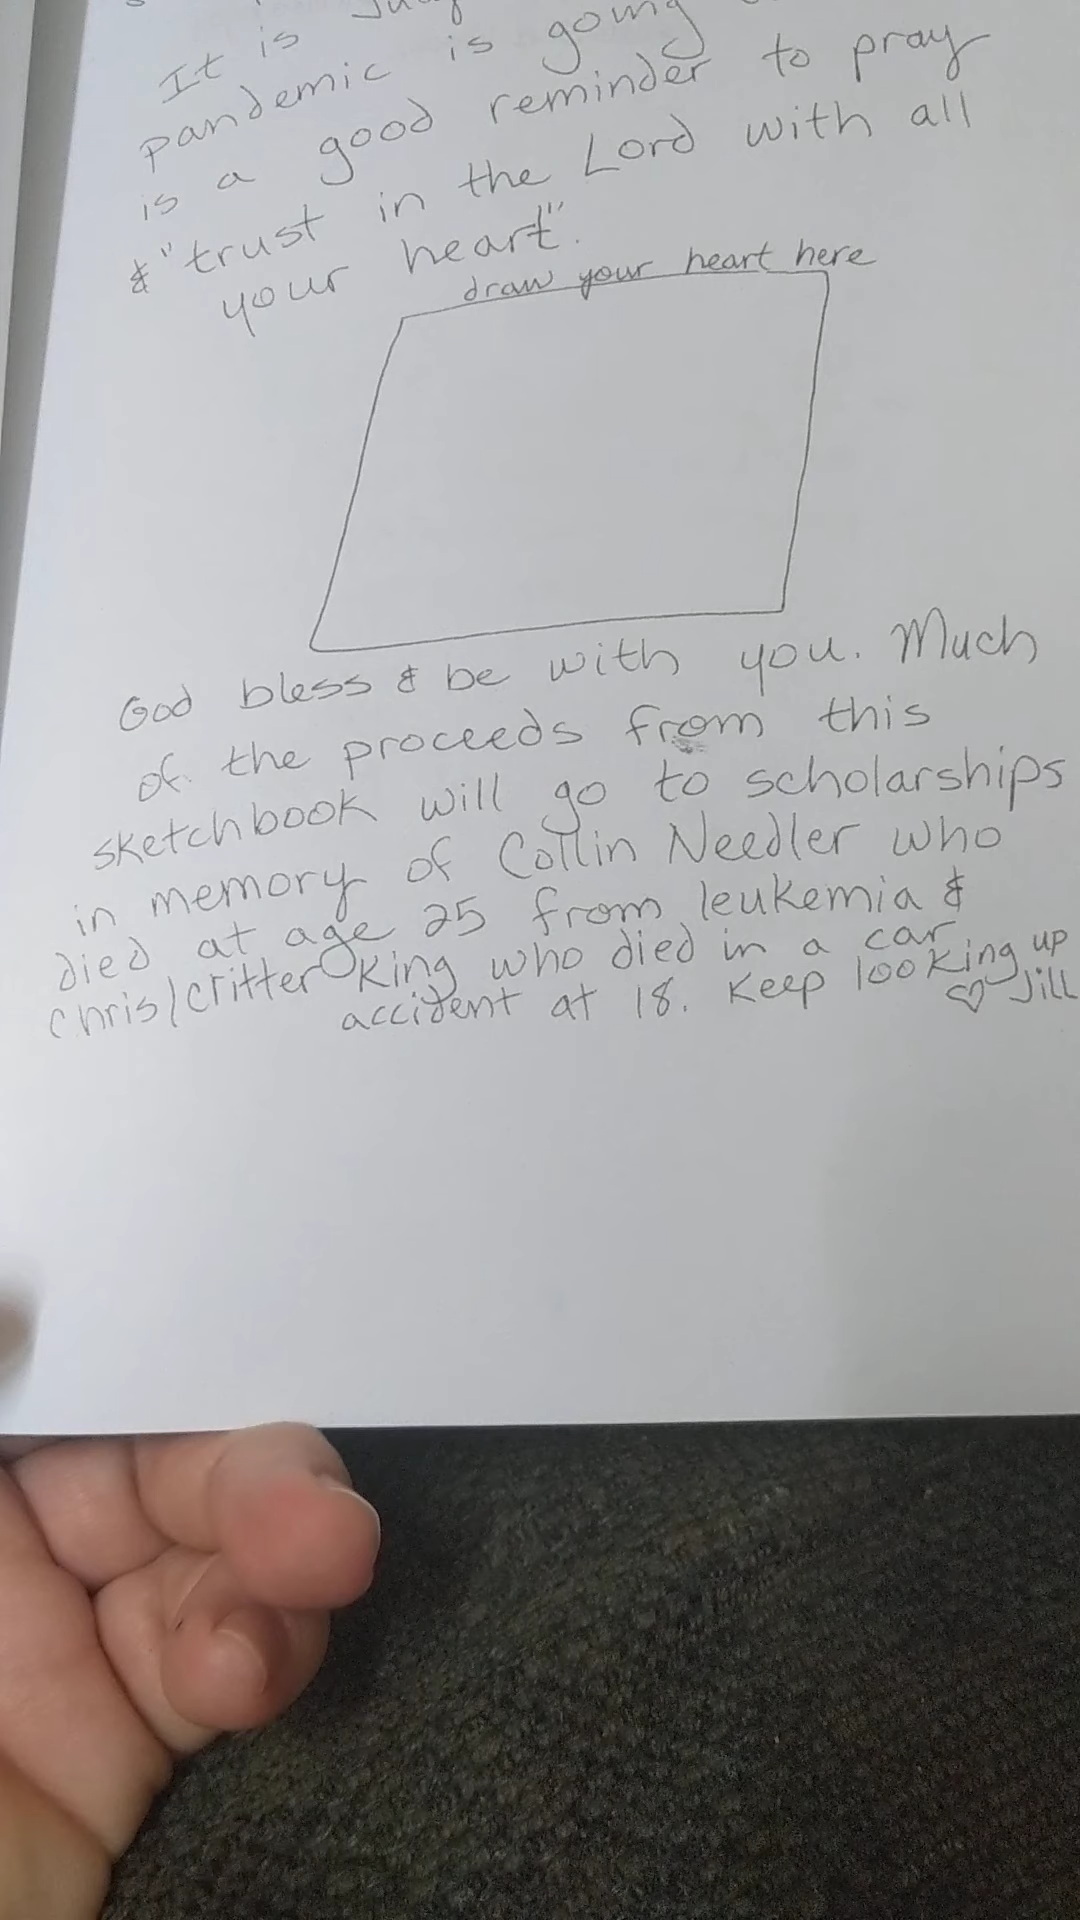 It is
pandemic is going
is a good reminder to pray
& "trust in the Lord with all
your heart".
draw your heart here
God bless & be with you. Much
of the proceeds from this
sketchbook will go to scholarships
in memory of Collin Needler who
died at age 25 from leukemia &
Chris/Critter King who died in a car
accident at 18. Keep looking up
♡ Jill